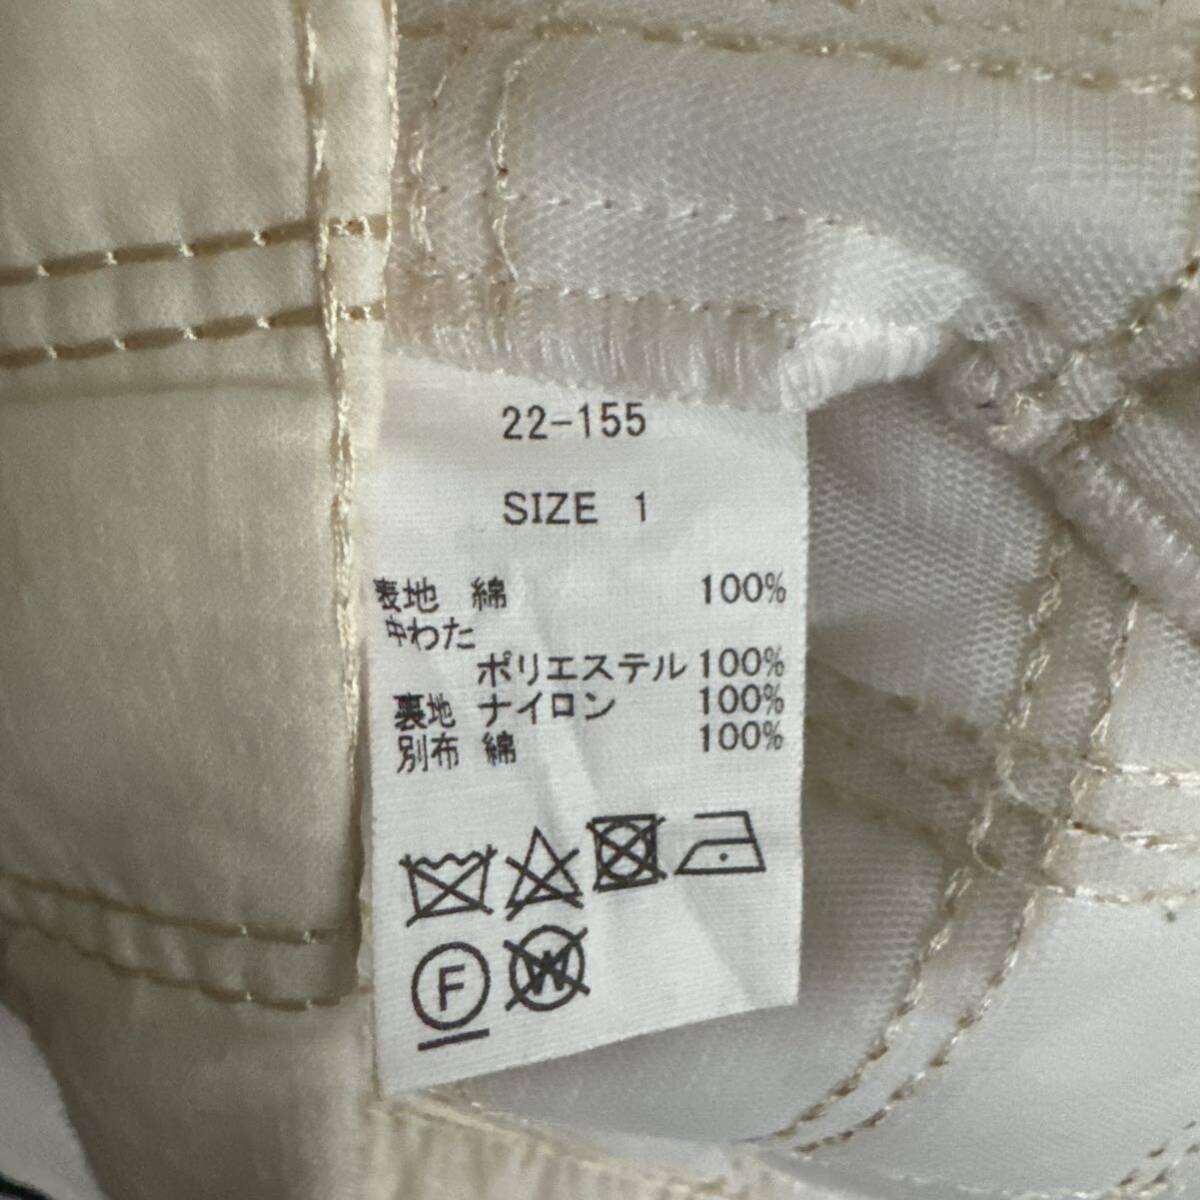 22-155
SIZE 1
表地 綿 100%
中わた
ポリエステル 100%
裏地 ナイロン 100%
別布 綿 100%
F
W